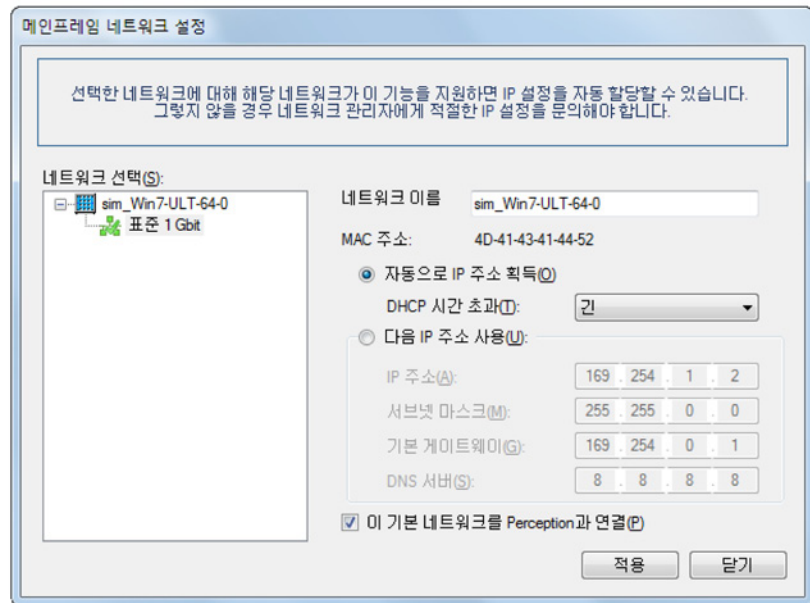 메인프레임 네트워크 설정
선택한 네트워크에 대해 해당 네트워크가 이 기능을 지원하면 IP 설정을 자동 할당할 수 있습니다.
그렇지 않을 경우 네트워크 관리자에게 적절한 IP 설정을 문의해야 합니다.
네트워크 선택(S):
sim_Win7-ULT-64-0
표준 1 Gbit
네트워크 이름 sim_Win7-ULT-64-0
MAC 주소: 4D-41-43-41-44-52
자동으로 IP 주소 획득(O)
DHCP 시간 초과(T): 긴
다음 IP 주소 사용(U):
IP 주소(A): 169 . 254 . 1 . 2
서브넷 마스크(M): 255 . 255 . 0 . 0
기본 게이트웨이(G): 169 . 254 . 0 . 1
DNS 서버(S): 8 . 8 . 8 . 8
이 기본 네트워크를 Perception과 연결(P)
적용 닫기